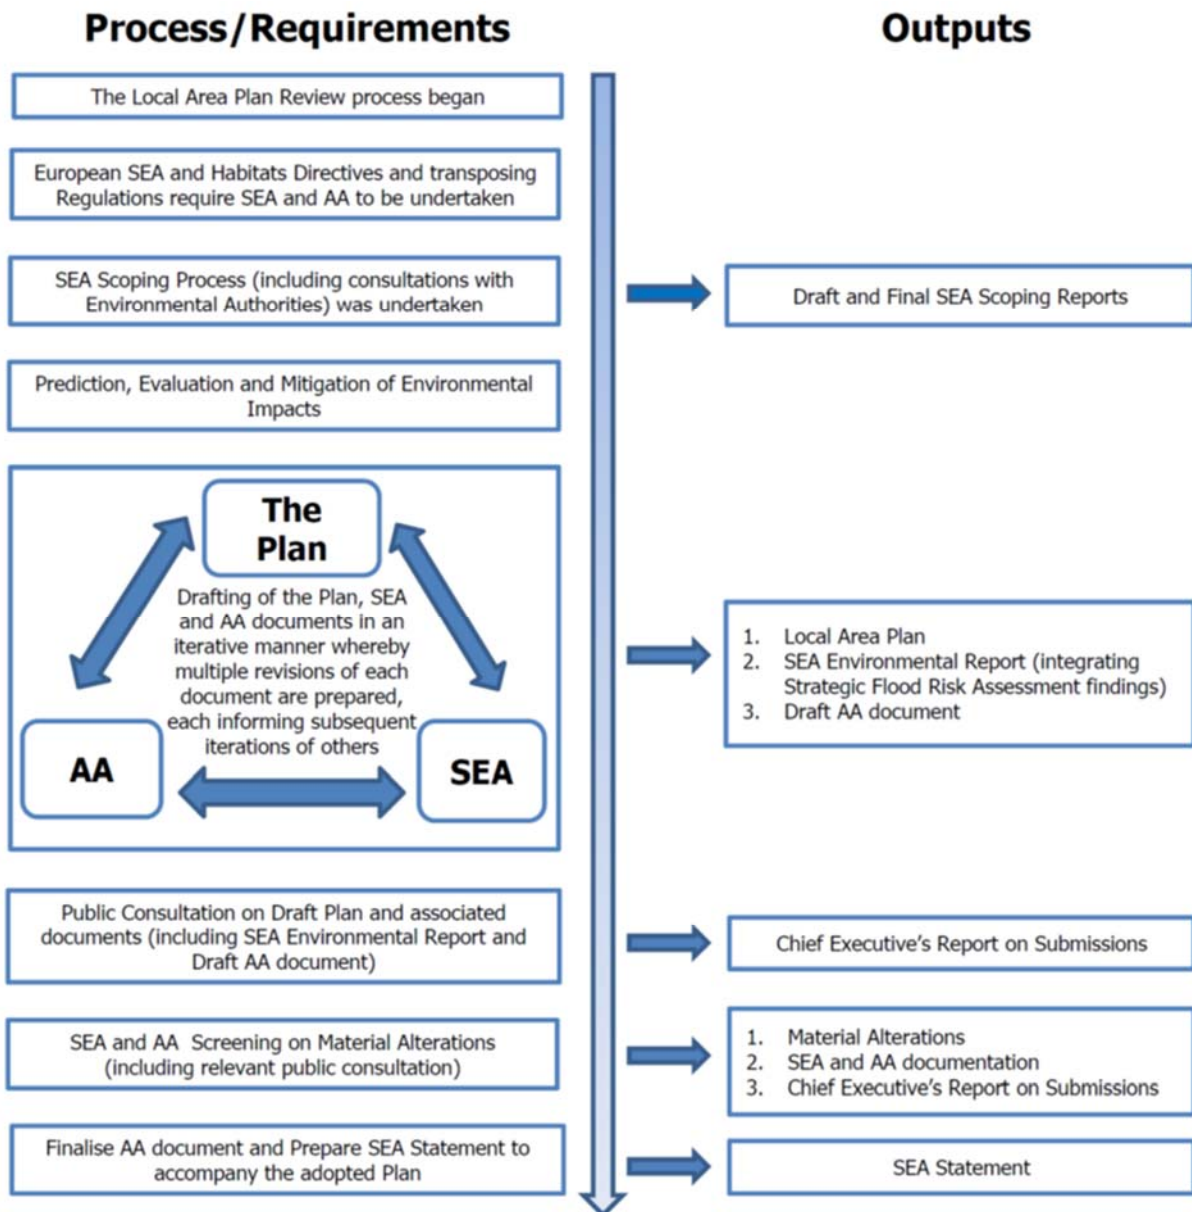 Process/Requirements
Outputs
The Local Area Plan Review process began
European SEA and Habitats Directives and transposing
Regulations require SEA and AA to be undertaken
SEA Scoping Process (including consultations with
Environmental Authorities) was undertaken
Draft and Final SEA Scoping Reports
Prediction, Evaluation and Mitigation of Environmental
Impacts
The
Plan
Drafting of the Plan, SEA
and AA documents in an
iterative manner whereby
multiple revisions of each
document are prepared,
each informing subsequent
iterations of others
AA
SEA
1. Local Area Plan
2. SEA Environmental Report (integrating
Strategic Flood Risk Assessment findings)
3. Draft AA document
Public Consultation on Draft Plan and associated
documents (including SEA Environmental Report and
Draft AA document)
Chief Executive's Report on Submissions
SEA and AA Screening on Material Alterations
(including relevant public consultation)
1. Material Alterations
2. SEA and AA documentation
3. Chief Executive's Report on Submissions
Finalise AA document and Prepare SEA Statement to
accompany the adopted Plan
SEA Statement